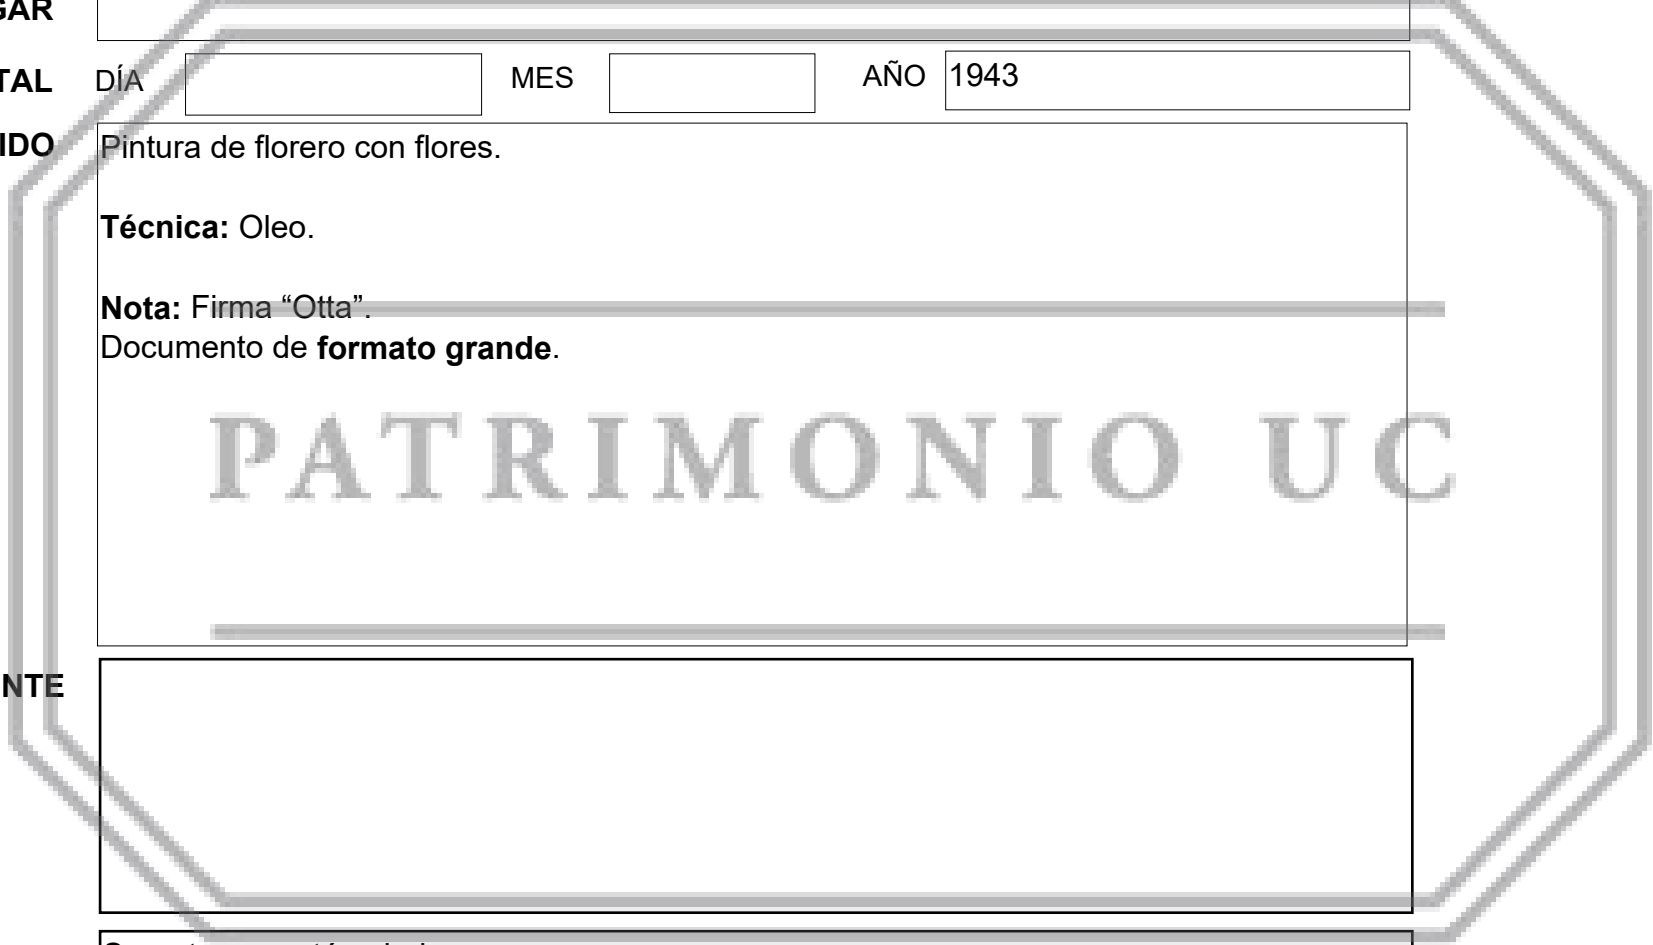 GAR
TAL DÍA MES AÑO 1943
IDO Pintura de florero con flores.
Técnica: Oleo.
Nota: Firma “Otta”.
Documento de formato grande.
PATRIMONIO UC
NTE